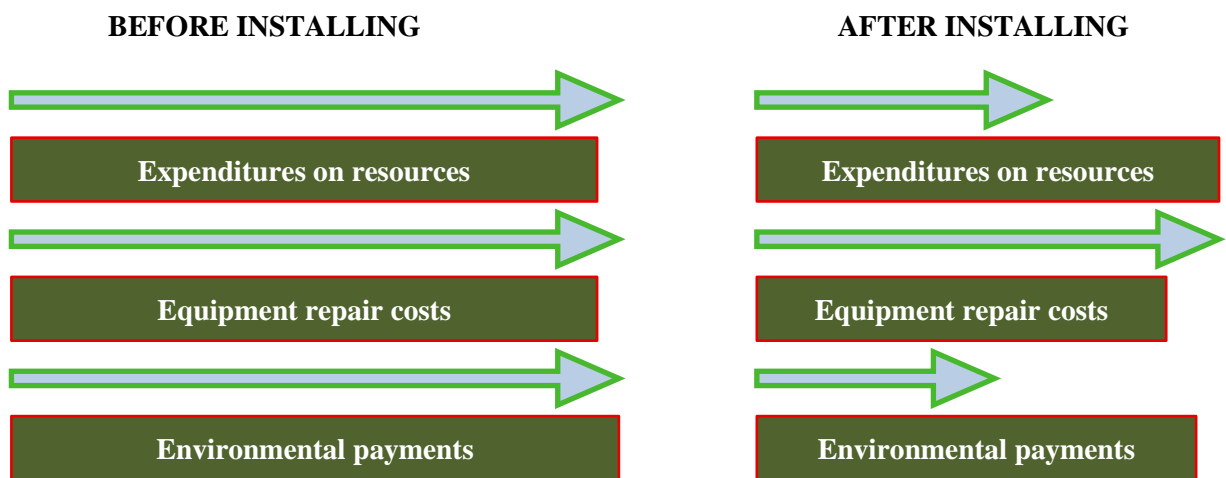 BEFORE INSTALLING
AFTER INSTALLING
Expenditures on resources
Expenditures on resources
Equipment repair costs
Equipment repair costs
Environmental payments
Environmental payments